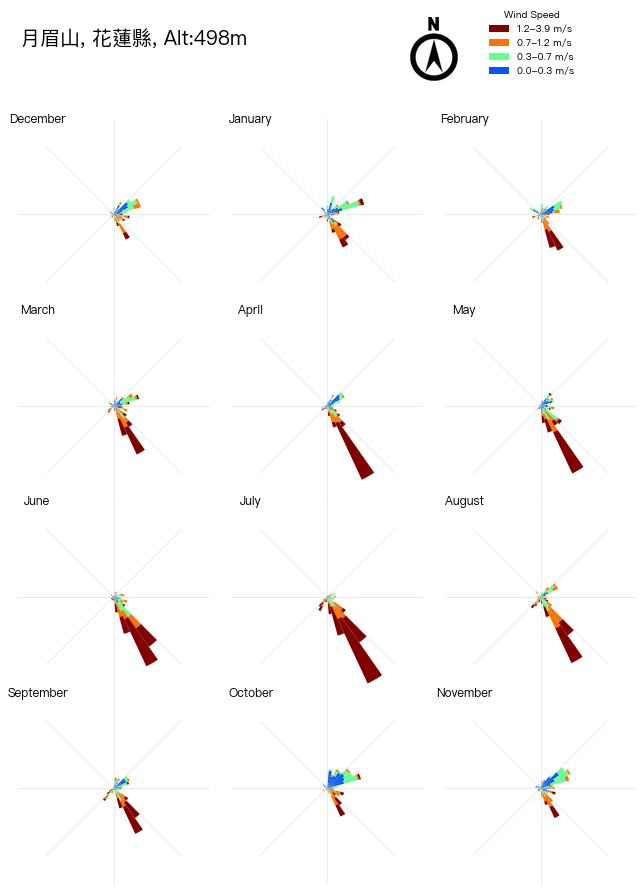 月眉山, 花蓮縣, Alt:498m
N
Wind Speed
1.2–3.9 m/s
0.7–1.2 m/s
0.3–0.7 m/s
0.0–0.3 m/s
December
January
February
March
April
May
June
July
August
September
October
November